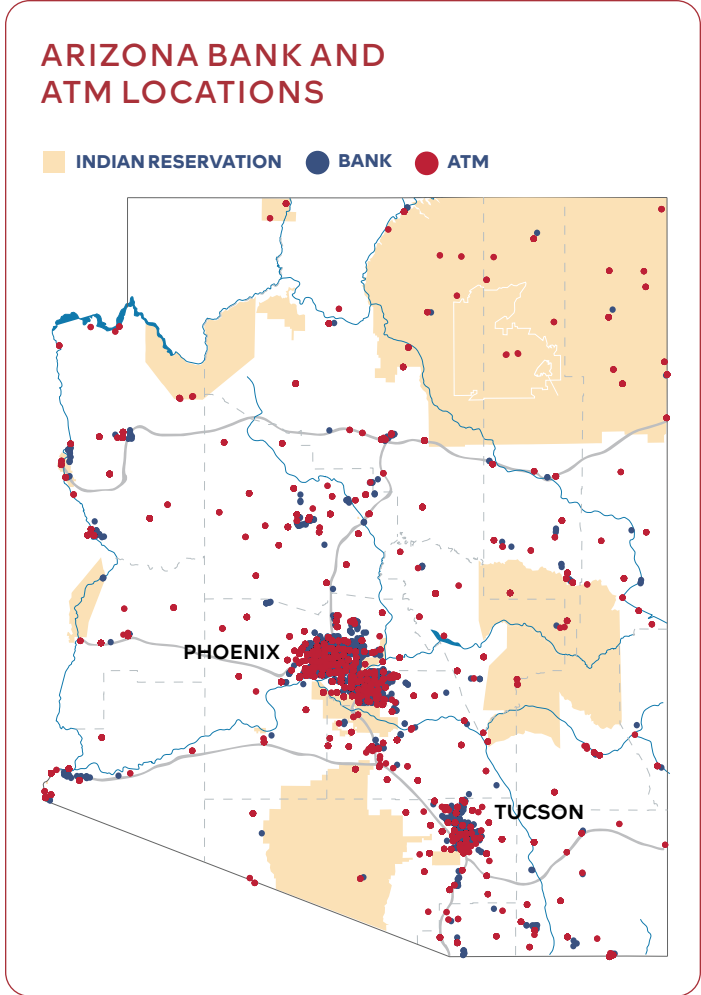 ARIZONA BANK AND
ATM LOCATIONS
INDIAN RESERVATION BANK ATM
PHOENIX
TUCSON